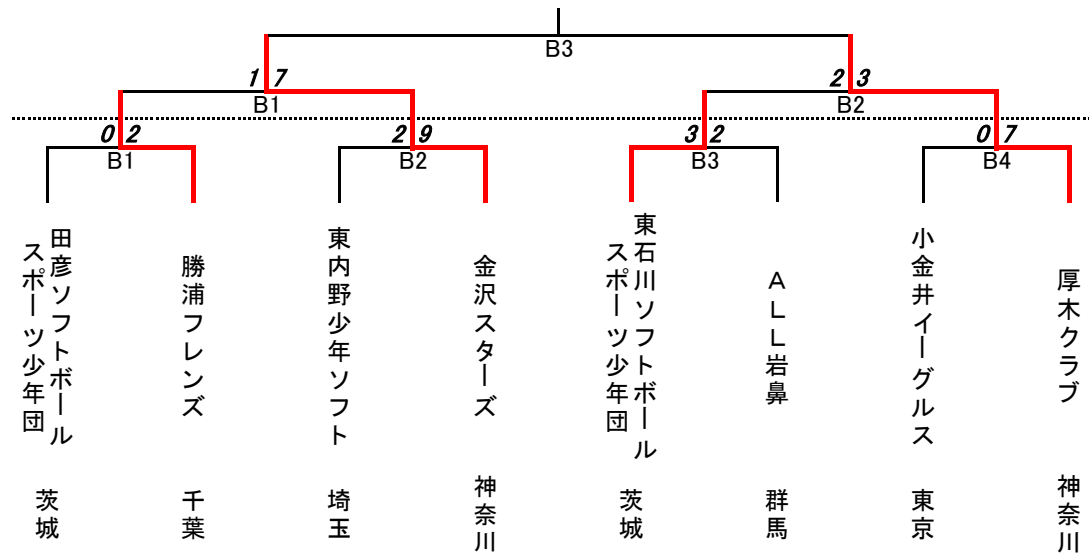 B3
1 7
B1
2 3
B2
0 2
B1
2 9
B2
3 2
B3
0 7
B4
田彦ソフトボール
スポーツ少年団
茨城
勝浦フレンズ
千葉
東内野少年ソフト
埼玉
金沢スターズ
神奈川
東石川ソフトボール
スポーツ少年団
茨城
ALL岩鼻
群馬
小金井イーグルス
東京
厚木クラブ
神奈川